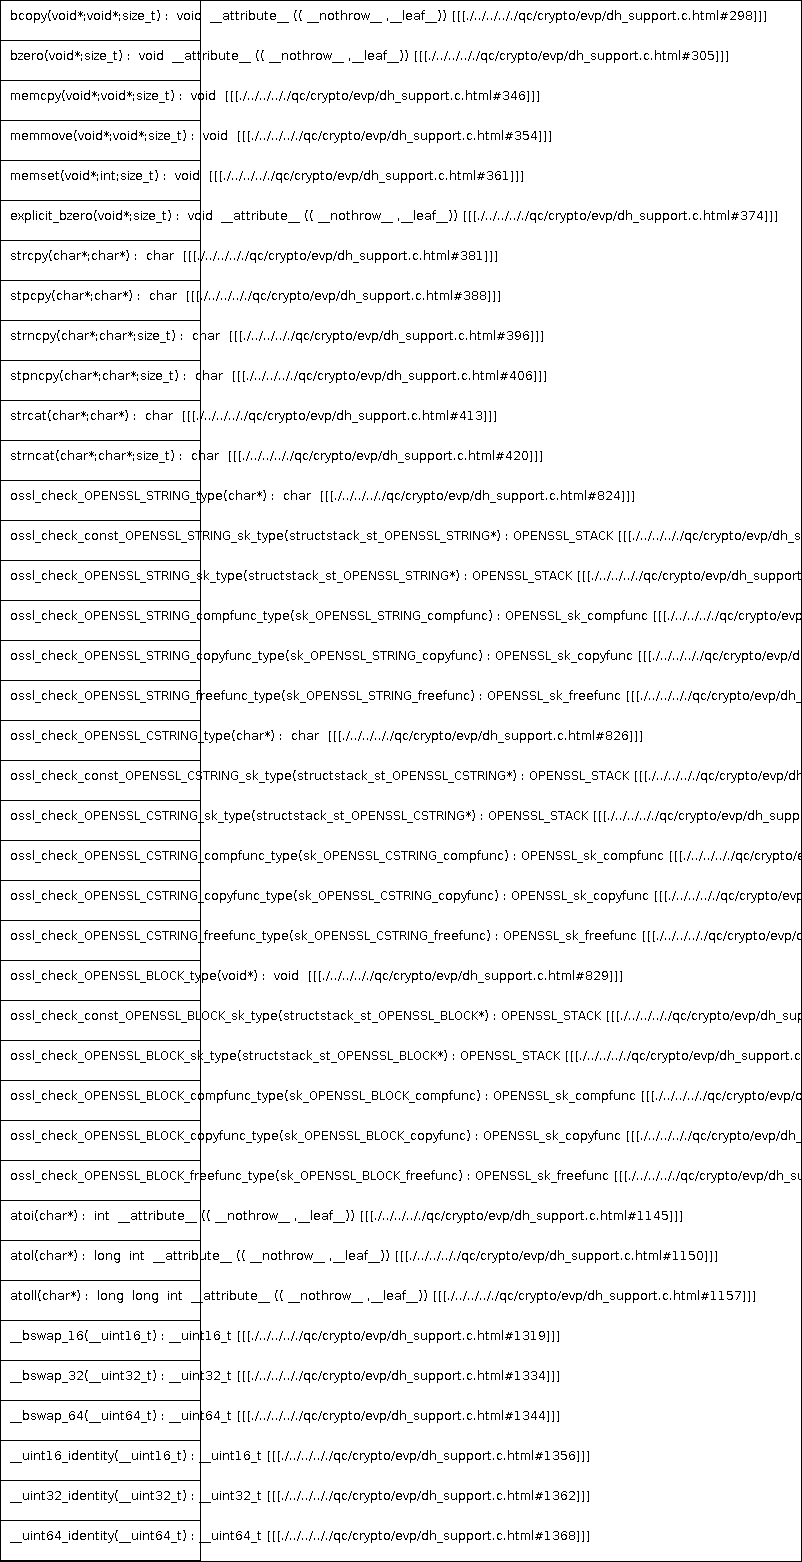 bcopy(void*;void*;size_t) : void __attribute__ (( __nothrow__ ,__leaf__)) [[[./../../../../qc/crypto/evp/dh_support.c.html#298]]]
bzero(void*;size_t) : void __attribute__ (( __nothrow__ ,__leaf__)) [[[./../../../../qc/crypto/evp/dh_support.c.html#305]]]
memcpy(void*;void*;size_t) : void [[[./../../../../qc/crypto/evp/dh_support.c.html#346]]]
memmove(void*;void*;size_t) : void [[[./../../../../qc/crypto/evp/dh_support.c.html#354]]]
memset(void*;int;size_t) : void [[[./../../../../qc/crypto/evp/dh_support.c.html#361]]]
explicit_bzero(void*;size_t) : void __attribute__ (( __nothrow__ ,__leaf__)) [[[./../../../../qc/crypto/evp/dh_support.c.html#374]]]
strcpy(char*;char*) : char [[[./../../../../qc/crypto/evp/dh_support.c.html#381]]]
stpcpy(char*;char*) : char [[[./../../../../qc/crypto/evp/dh_support.c.html#388]]]
strncpy(char*;char*;size_t) : char [[[./../../../../qc/crypto/evp/dh_support.c.html#396]]]
stpncpy(char*;char*;size_t) : char [[[./../../../../qc/crypto/evp/dh_support.c.html#406]]]
strcat(char*;char*) : char [[[./../../../../qc/crypto/evp/dh_support.c.html#413]]]
strncat(char*;char*;size_t) : char [[[./../../../../qc/crypto/evp/dh_support.c.html#420]]]
ossl_check_OPENSSL_STRING_type(char*) : char [[[./../../../../qc/crypto/evp/dh_support.c.html#824]]]
ossl_check_const_OPENSSL_STRING_sk_type(structstack_st_OPENSSL_STRING*) : OPENSSL_STACK [[[./../../../../qc/crypto/evp/dh_s
ossl_check_OPENSSL_STRING_sk_type(structstack_st_OPENSSL_STRING*) : OPENSSL_STACK [[[./../../../../qc/crypto/evp/dh_support
ossl_check_OPENSSL_STRING_compfunc_type(sk_OPENSSL_STRING_compfunc) : OPENSSL_sk_compfunc [[[./../../../../qc/crypto/evp
ossl_check_OPENSSL_STRING_copyfunc_type(sk_OPENSSL_STRING_copyfunc) : OPENSSL_sk_copyfunc [[[./../../../../qc/crypto/evp/d
ossl_check_OPENSSL_STRING_freefunc_type(sk_OPENSSL_STRING_freefunc) : OPENSSL_sk_freefunc [[[./../../../../qc/crypto/evp/dh_
ossl_check_OPENSSL_CSTRING_type(char*) : char [[[./../../../../qc/crypto/evp/dh_support.c.html#826]]]
ossl_check_const_OPENSSL_CSTRING_sk_type(structstack_st_OPENSSL_CSTRING*) : OPENSSL_STACK [[[./../../../../qc/crypto/evp/dh
ossl_check_OPENSSL_CSTRING_sk_type(structstack_st_OPENSSL_CSTRING*) : OPENSSL_STACK [[[./../../../../qc/crypto/evp/dh_supp
ossl_check_OPENSSL_CSTRING_compfunc_type(sk_OPENSSL_CSTRING_compfunc) : OPENSSL_sk_compfunc [[[./../../../../qc/crypto/e
ossl_check_OPENSSL_CSTRING_copyfunc_type(sk_OPENSSL_CSTRING_copyfunc) : OPENSSL_sk_copyfunc [[[./../../../../qc/crypto/evp
ossl_check_OPENSSL_CSTRING_freefunc_type(sk_OPENSSL_CSTRING_freefunc) : OPENSSL_sk_freefunc [[[./../../../../qc/crypto/evp/d
ossl_check_OPENSSL_BLOCK_type(void*) : void [[[./../../../../qc/crypto/evp/dh_support.c.html#829]]]
ossl_check_const_OPENSSL_BLOCK_sk_type(structstack_st_OPENSSL_BLOCK*) : OPENSSL_STACK [[[./../../../../qc/crypto/evp/dh_sup
ossl_check_OPENSSL_BLOCK_sk_type(structstack_st_OPENSSL_BLOCK*) : OPENSSL_STACK [[[./../../../../qc/crypto/evp/dh_support.c
ossl_check_OPENSSL_BLOCK_compfunc_type(sk_OPENSSL_BLOCK_compfunc) : OPENSSL_sk_compfunc [[[./../../../../qc/crypto/evp/d
ossl_check_OPENSSL_BLOCK_copyfunc_type(sk_OPENSSL_BLOCK_copyfunc) : OPENSSL_sk_copyfunc [[[./../../../../qc/crypto/evp/dh_
ossl_check_OPENSSL_BLOCK_freefunc_type(sk_OPENSSL_BLOCK_freefunc) : OPENSSL_sk_freefunc [[[./../../../../qc/crypto/evp/dh_su
atoi(char*) : int __attribute__ (( __nothrow__ ,__leaf__)) [[[./../../../../qc/crypto/evp/dh_support.c.html#1145]]]
atol(char*) : long int __attribute__ (( __nothrow__ ,__leaf__)) [[[./../../../../qc/crypto/evp/dh_support.c.html#1150]]]
atoll(char*) : long long int __attribute__ (( __nothrow__ ,__leaf__)) [[[./../../../../qc/crypto/evp/dh_support.c.html#1157]]]
__bswap_16(__uint16_t) : __uint16_t [[[./../../../../qc/crypto/evp/dh_support.c.html#1319]]]
__bswap_32(__uint32_t) : __uint32_t [[[./../../../../qc/crypto/evp/dh_support.c.html#1334]]]
__bswap_64(__uint64_t) : __uint64_t [[[./../../../../qc/crypto/evp/dh_support.c.html#1344]]]
__uint16_identity(__uint16_t) : __uint16_t [[[./../../../../qc/crypto/evp/dh_support.c.html#1356]]]
__uint32_identity(__uint32_t) : __uint32_t [[[./../../../../qc/crypto/evp/dh_support.c.html#1362]]]
__uint64_identity(__uint64_t) : __uint64_t [[[./../../../../qc/crypto/evp/dh_support.c.html#1368]]]